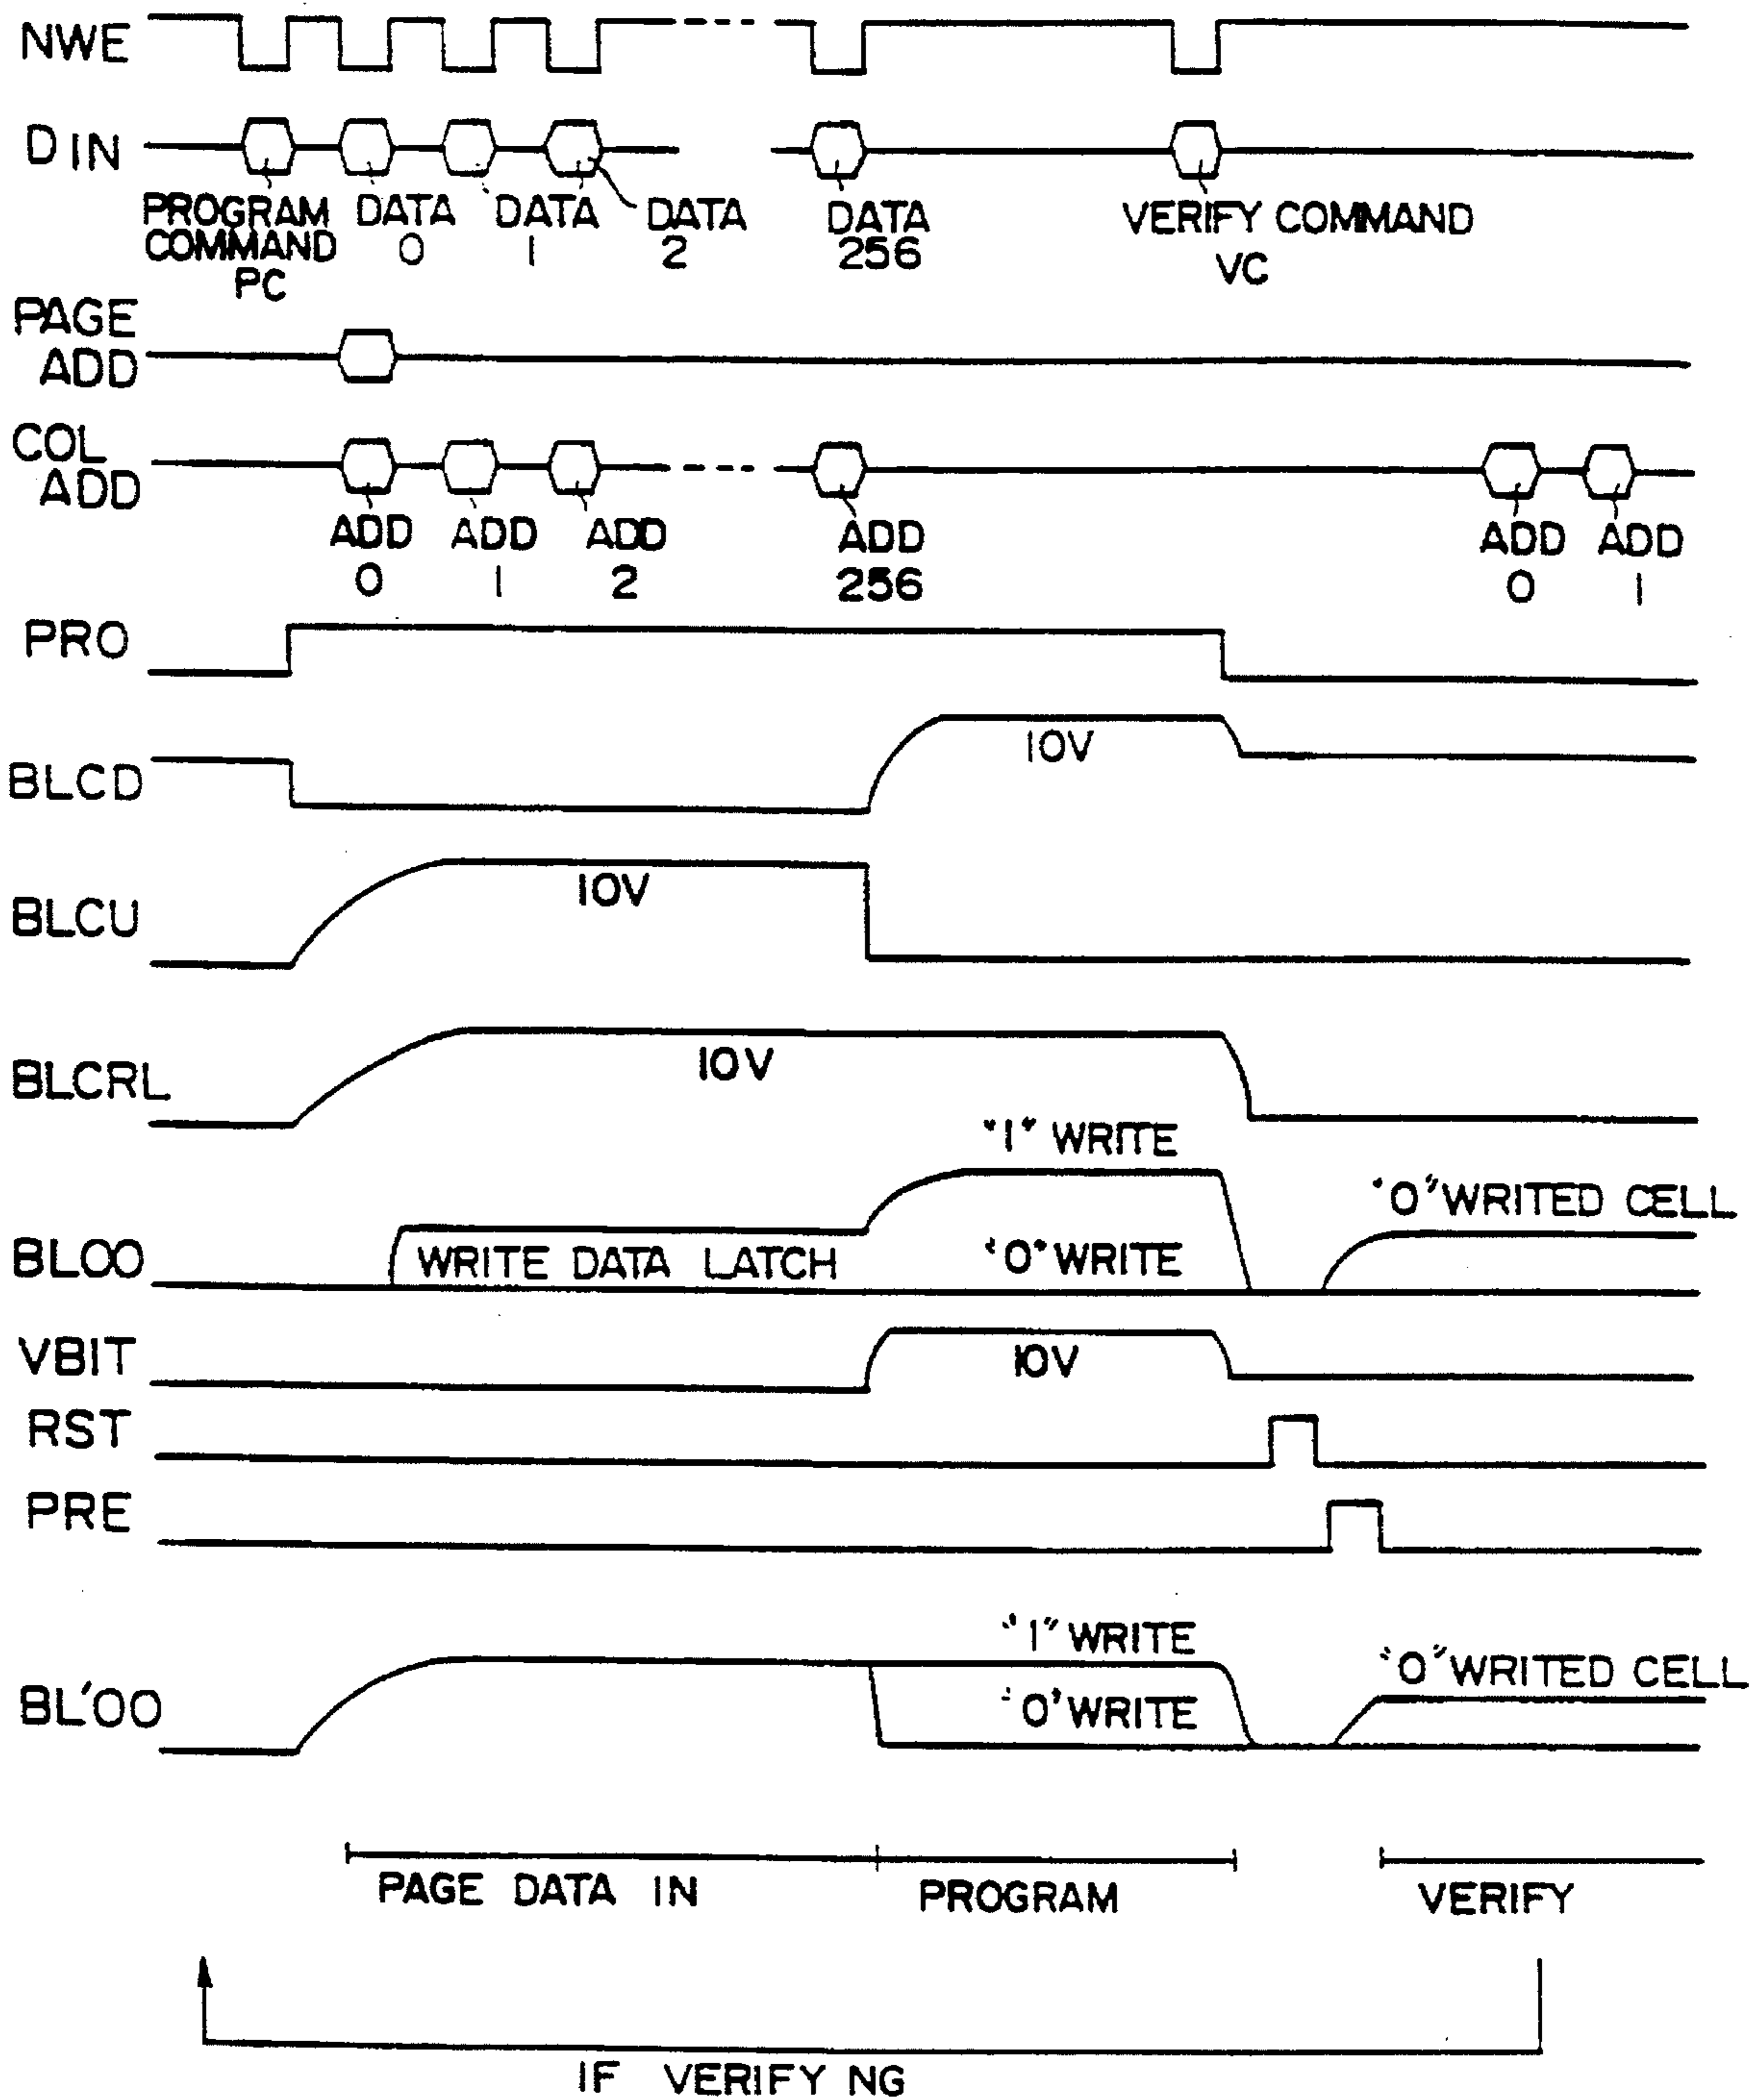 NWE
DIN
PROGRAM COMMAND PC
DATA 0
DATA 1
DATA 2
DATA 256
VERIFY COMMAND VC
PAGE ADD
COL ADD
ADD 0
ADD 1
ADD 2
ADD 256
ADD 0
ADD 1
PRO
BLCD
10V
BLCU
10V
BLCRL
10V
BL00
WRITE DATA LATCH
"1" WRITE
"0" WRITE
"0" WRITED CELL
VBIT
10V
RST
PRE
BL'00
"1" WRITE
"0" WRITE
"0" WRITED CELL
PAGE DATA IN
PROGRAM
VERIFY
IF VERIFY NG